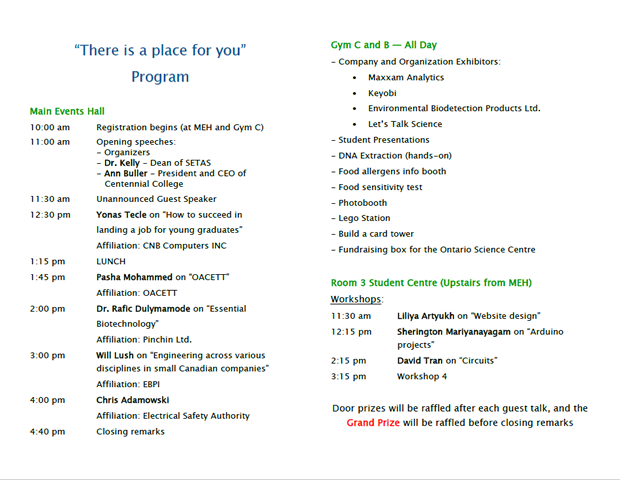 “There is a place for you”
Program
Main Events Hall
10:00 am Registration begins (at MEH and Gym C)
11:00 am Opening speeches:
– Organizers
– Dr. Kelly – Dean of SETAS
– Ann Buller – President and CEO of
Centennial College
11:30 am Unannounced Guest Speaker
12:30 pm Yonas Tecle on “How to succeed in
landing a job for young graduates”
Affiliation: CNB Computers INC
1:15 pm LUNCH
1:45 pm Pasha Mohammed on “OACETT”
Affiliation: OACETT
2:00 pm Dr. Rafic Dulymamode on “Essential
Biotechnology”
Affiliation: Pinchin Ltd.
3:00 pm Will Lush on “Engineering across various
disciplines in small Canadian companies”
Affiliation: EBPI
4:00 pm Chris Adamowski
Affiliation: Electrical Safety Authority
4:40 pm Closing remarks
Gym C and B — All Day
– Company and Organization Exhibitors:
• Maxxam Analytics
• Keyobi
• Environmental Biodetection Products Ltd.
• Let’s Talk Science
– Student Presentations
– DNA Extraction (hands-on)
– Food allergens info booth
– Food sensitivity test
– Photobooth
– Lego Station
– Build a card tower
– Fundraising box for the Ontario Science Centre
Room 3 Student Centre (Upstairs from MEH)
Workshops:
11:30 am Liliya Artyukh on “Website design”
12:15 pm Sherington Mariyanayagam on “Arduino
projects”
2:15 pm David Tran on “Circuits”
3:15 pm Workshop 4
Door prizes will be raffled after each guest talk, and the
Grand Prize will be raffled before closing remarks